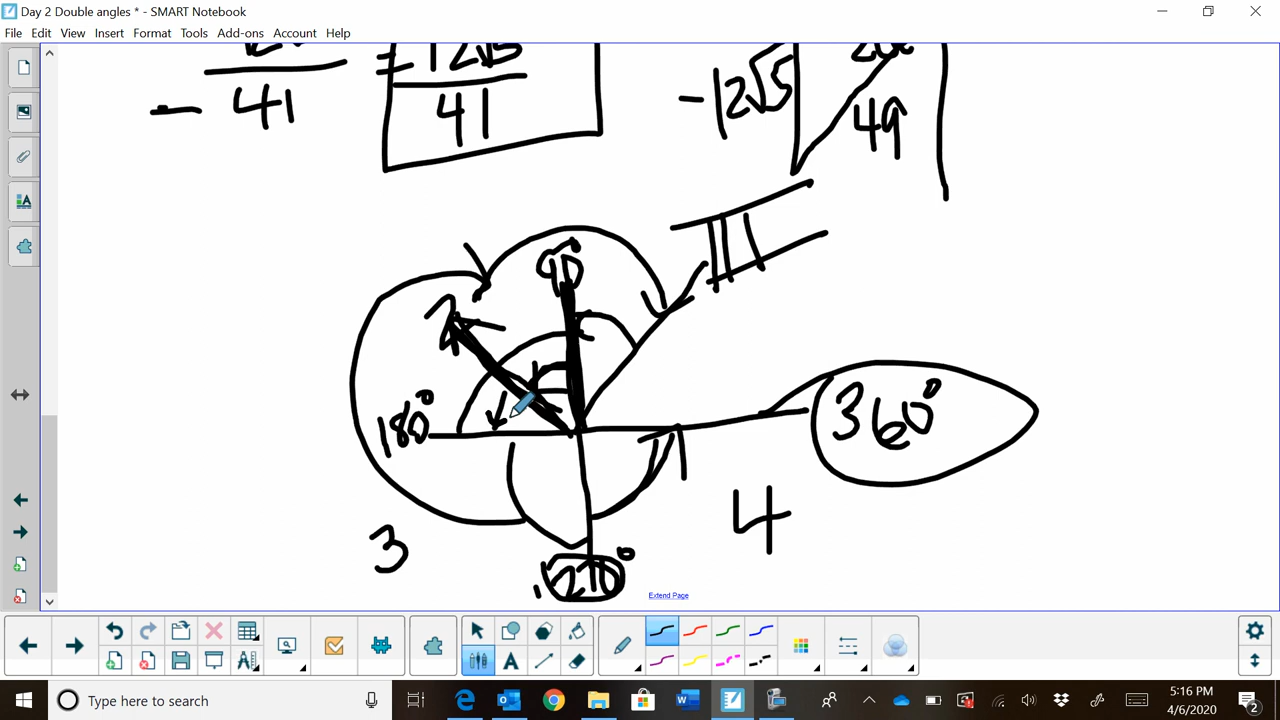 Day 2 Double angles * - SMART Notebook
File Edit View Insert Format Tools Add-ons Account Help
- 41
= 12√5
41
-12√5
49
90°
180°
360°
3
4
270°
Extend Page
Type here to search
5:16 PM
4/6/2020
2